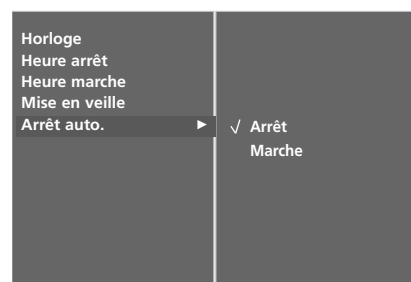 Horloge
Heure arrêt
Heure marche
Mise en veille
Arrêt auto. ►
√ Arrêt
Marche